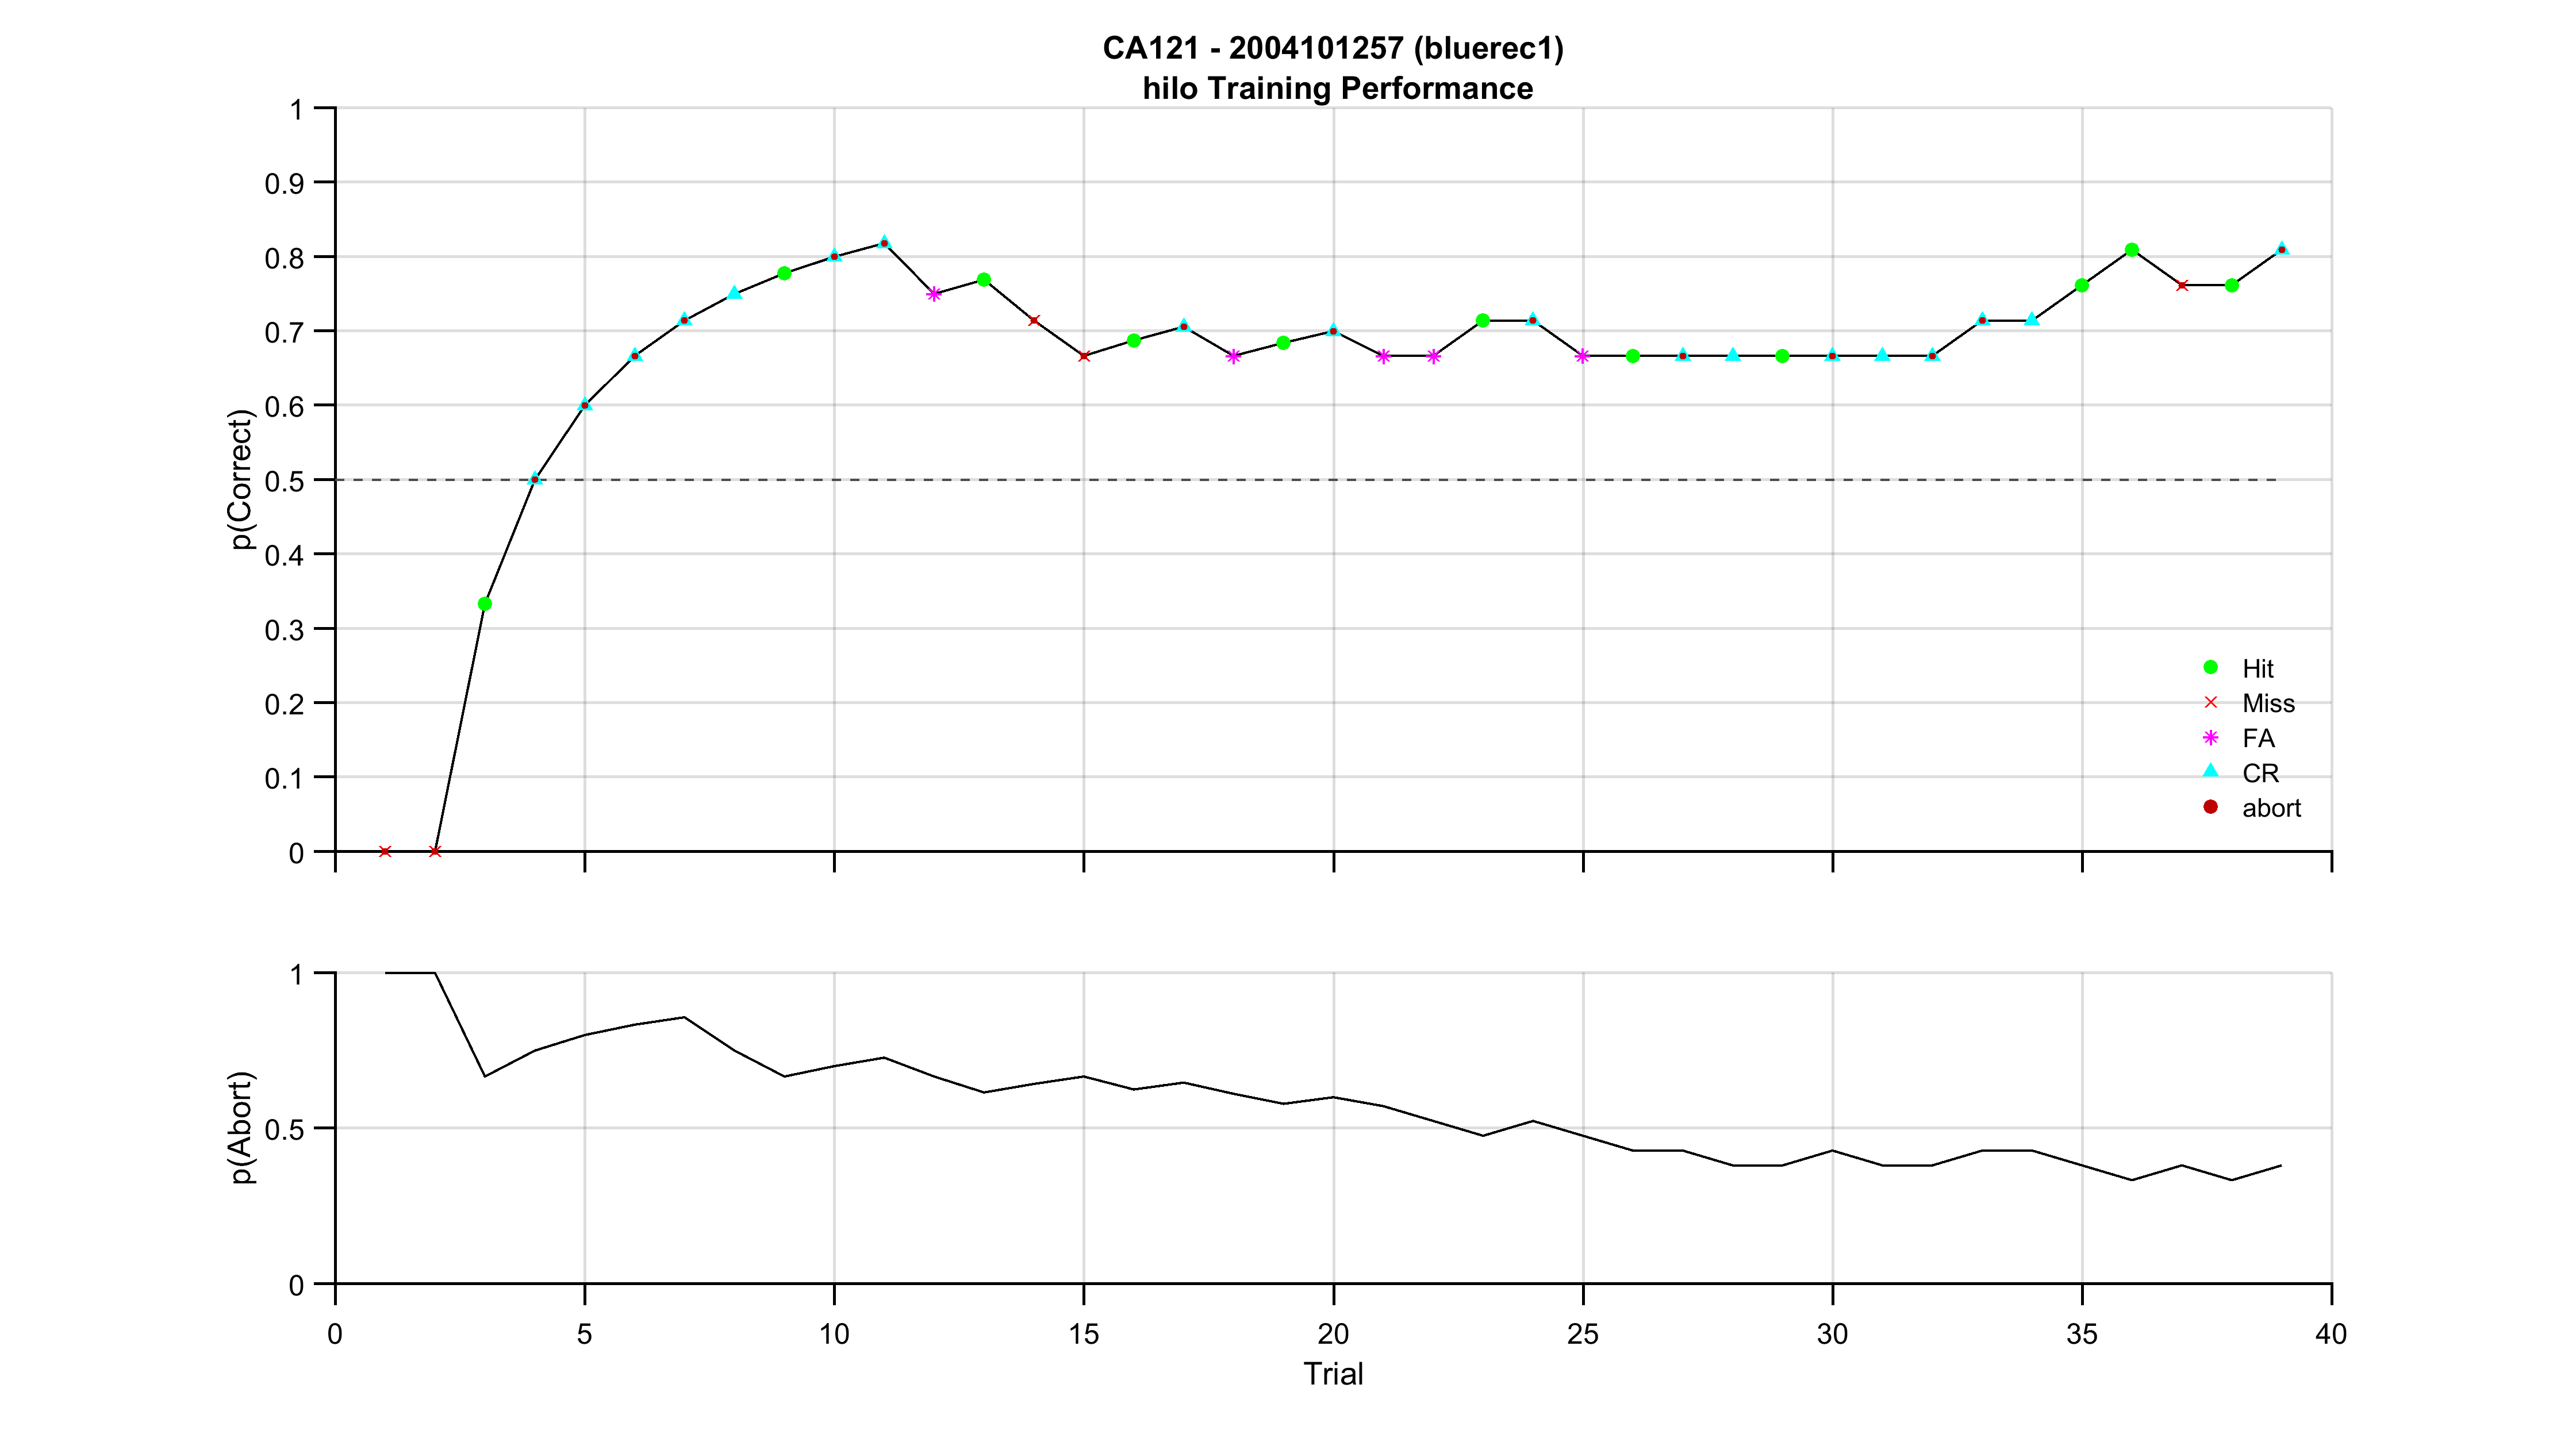 CA121 - 2004101257 (bluerec1)
hilo Training Performance
1
0.9
0.8
0.7
0.6
0.5
0.4
0.3
0.2
0.1
0
p(Correct)
Hit
Miss
FA
CR
abort
1
0.5
0
p(Abort)
0 5 10 15 20 25 30 35 40
Trial